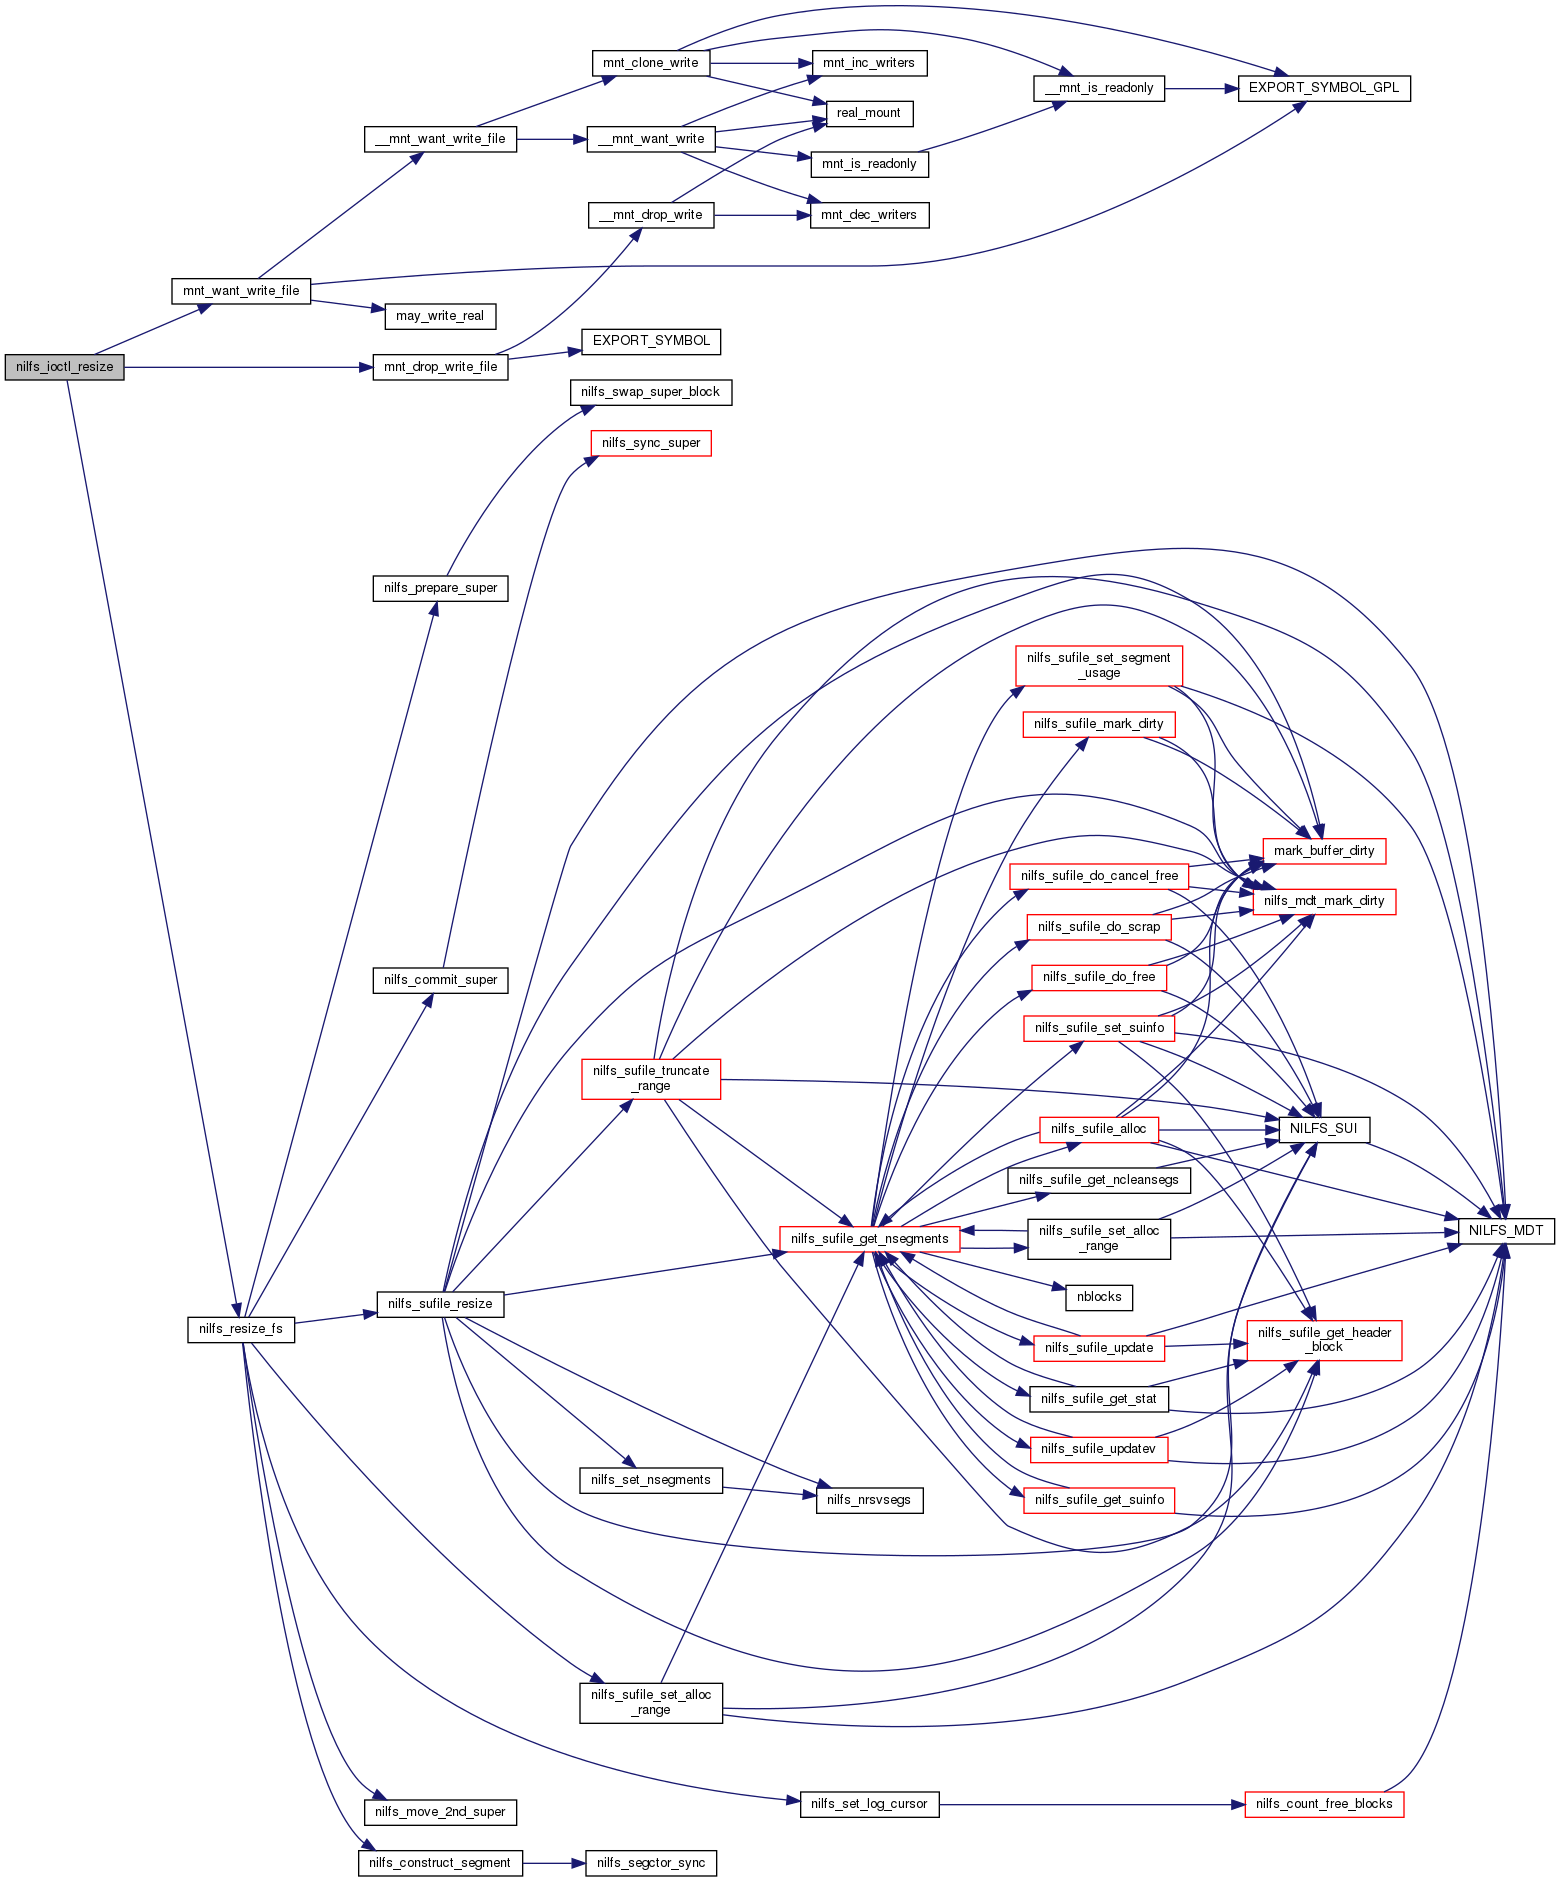 mnt_clone_write
mnt_inc_writers
__mnt_is_readonly
EXPORT_SYMBOL_GPL
real_mount
__mnt_want_write_file
__mnt_want_write
mnt_is_readonly
__mnt_drop_write
mnt_dec_writers
mnt_want_write_file
may_write_real
EXPORT_SYMBOL
nilfs_ioctl_resize
mnt_drop_write_file
nilfs_swap_super_block
nilfs_sync_super
nilfs_prepare_super
nilfs_sufile_set_segment
_usage
nilfs_sufile_mark_dirty
mark_buffer_dirty
nilfs_sufile_do_cancel_free
nilfs_mdt_mark_dirty
nilfs_sufile_do_scrap
nilfs_commit_super
nilfs_sufile_do_free
nilfs_sufile_set_suinfo
nilfs_sufile_truncate
_range
nilfs_sufile_alloc
NILFS_SUI
nilfs_sufile_get_ncleansegs
nilfs_sufile_get_nsegments
nilfs_sufile_set_alloc
_range
NILFS_MDT
nblocks
nilfs_sufile_resize
nilfs_resize_fs
nilfs_sufile_update
nilfs_sufile_get_header
_block
nilfs_sufile_get_stat
nilfs_sufile_updatev
nilfs_set_nsegments
nilfs_nrsvsegs
nilfs_sufile_get_suinfo
nilfs_sufile_set_alloc
_range
nilfs_move_2nd_super
nilfs_set_log_cursor
nilfs_count_free_blocks
nilfs_construct_segment
nilfs_segctor_sync